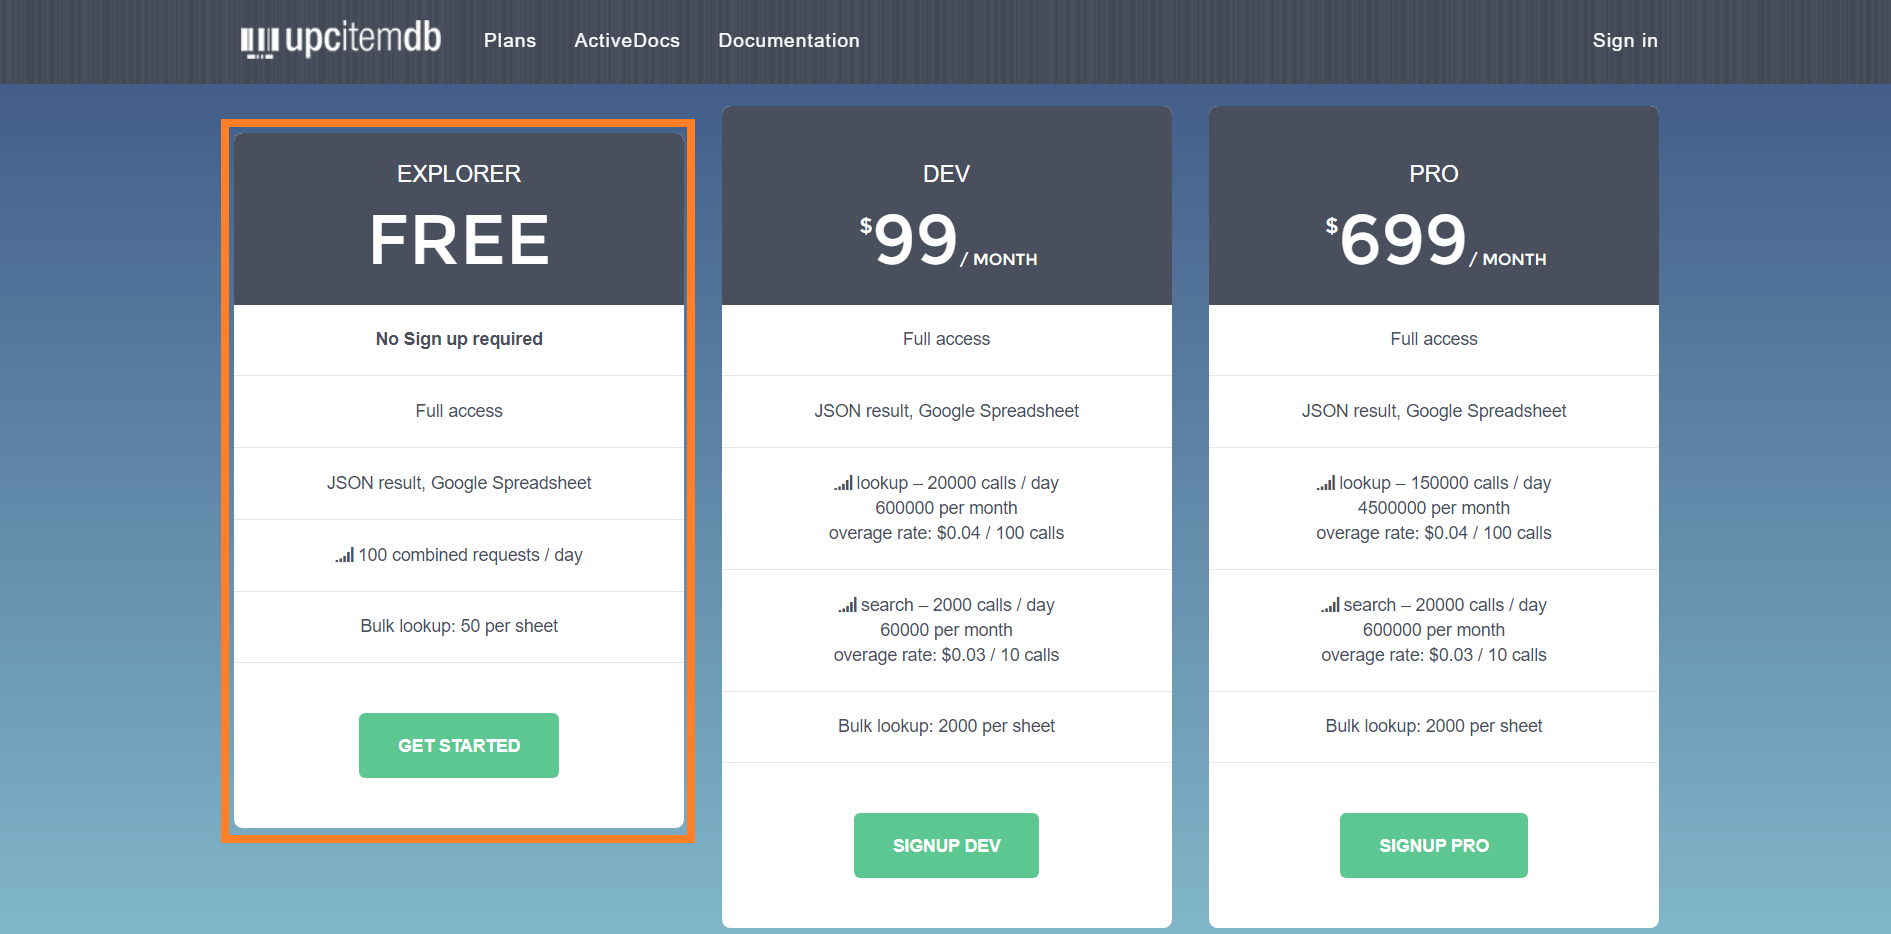 upcitemdb
Plans
ActiveDocs
Documentation
Sign in
EXPLORER
FREE
No Sign up required
Full access
JSON result, Google Spreadsheet
100 combined requests / day
Bulk lookup: 50 per sheet
GET STARTED
DEV
$99 / MONTH
Full access
JSON result, Google Spreadsheet
lookup – 20000 calls / day
600000 per month
overage rate: $0.04 / 100 calls
search – 2000 calls / day
60000 per month
overage rate: $0.03 / 10 calls
Bulk lookup: 2000 per sheet
SIGNUP DEV
PRO
$699 / MONTH
Full access
JSON result, Google Spreadsheet
lookup – 150000 calls / day
4500000 per month
overage rate: $0.04 / 100 calls
search – 20000 calls / day
600000 per month
overage rate: $0.03 / 10 calls
Bulk lookup: 2000 per sheet
SIGNUP PRO